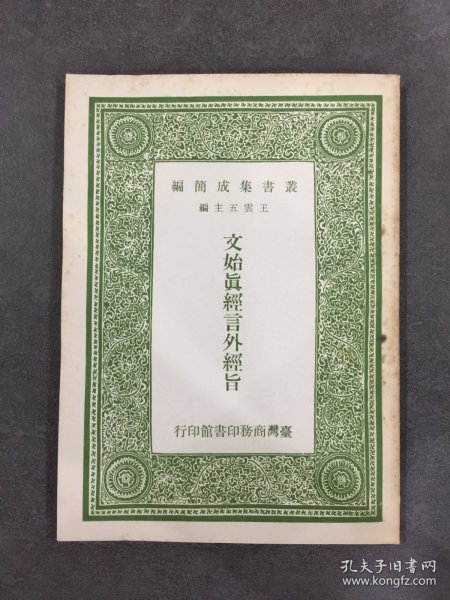 編簡成集書叢
編主五雲王
文始眞經言外經旨
行印館書印務商灣臺
孔夫子旧書网
www.kongfz.com